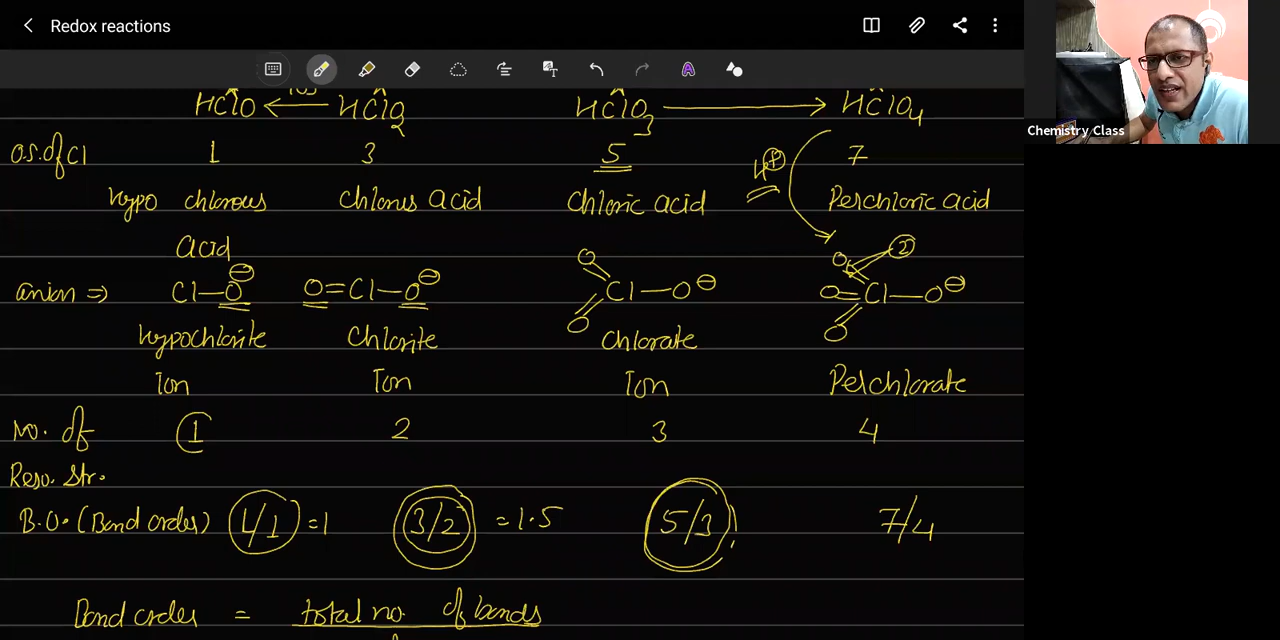 Redox reactions
HClO ← HClO2 HClO3 → HClO4
O.S. of Cl 1 3 5 H⊕ 7
Hypo chlorous Chlorus acid Chloric acid Perchloric acid
Acid
anion ⇒ Cl—O⊖ O=Cl—O⊖ O O Cl—O⊖ O O=Cl—O⊖ O ②
Hypochlorite Chlorite Chlorate
Ion Ion Ion Perchlorate
No. of 1 2 3 4
Reso. Str.
B.O. (Bond order) 1/1 = 1 3/2 = 1.5 5/3 7/4
Bond order = total no. of bonds
Chemistry Class